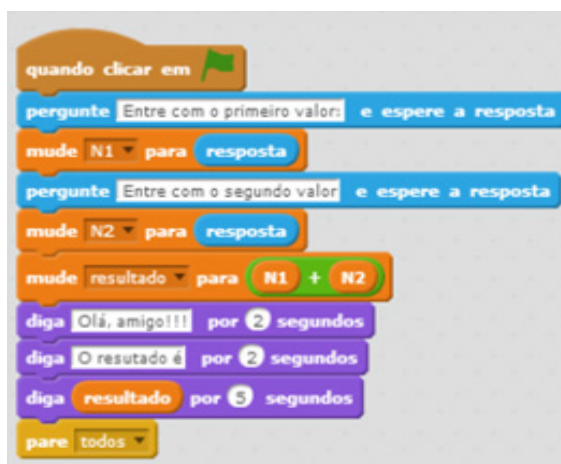 quando clicar em
pergunte Entre com o primeiro valor: e espere a resposta
mude N1 para resposta
pergunte Entre com o segundo valor e espere a resposta
mude N2 para resposta
mude resultado para N1 + N2
diga Olá, amigo!!! por 2 segundos
diga O resutado é por 2 segundos
diga resultado por 5 segundos
pare todos